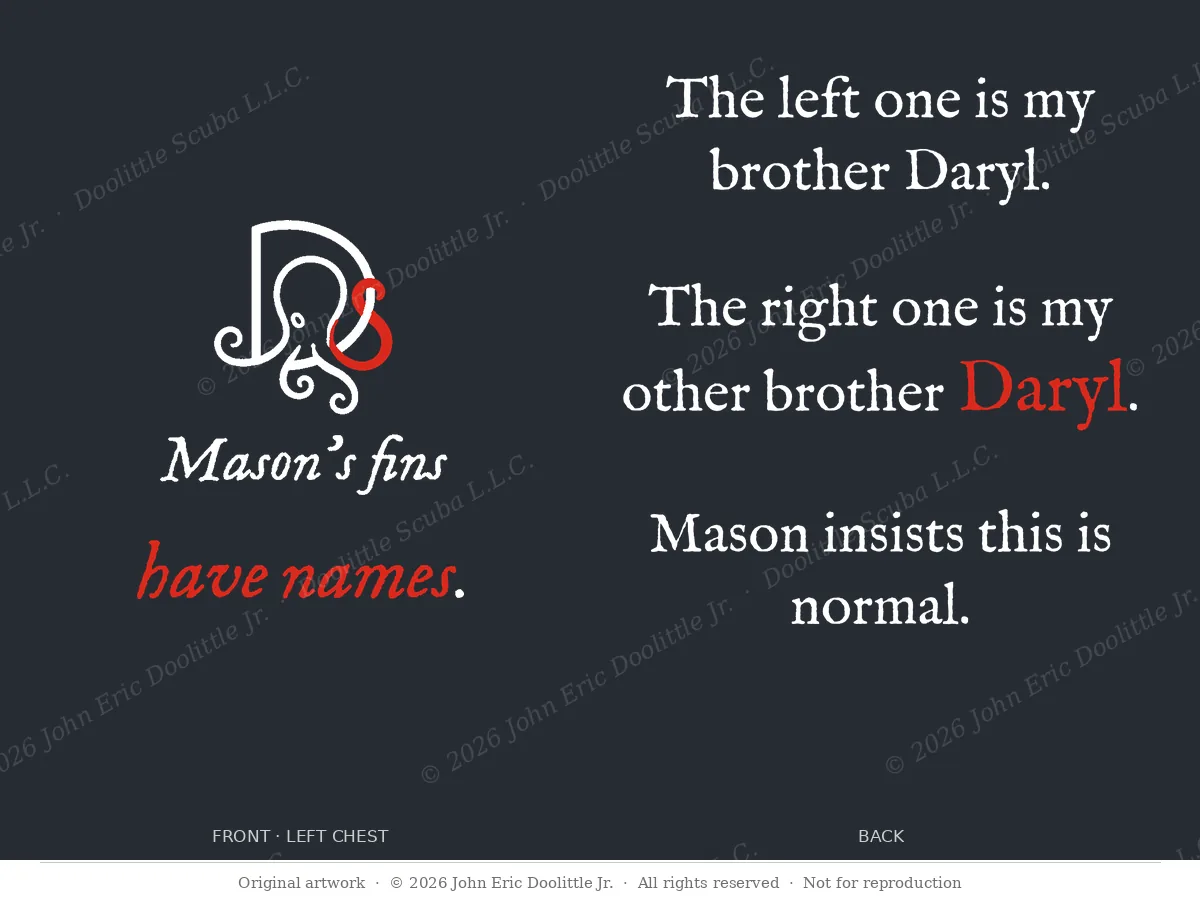 DS
Mason's fins
have names.
FRONT · LEFT CHEST
The left one is my
brother Daryl.
The right one is my
other brother Daryl.
Mason insists this is
normal.
BACK
© 2026 John Eric Doolittle Jr. · Doolittle Scuba L.L.C.
Original artwork · © 2026 John Eric Doolittle Jr. · All rights reserved · Not for reproduction